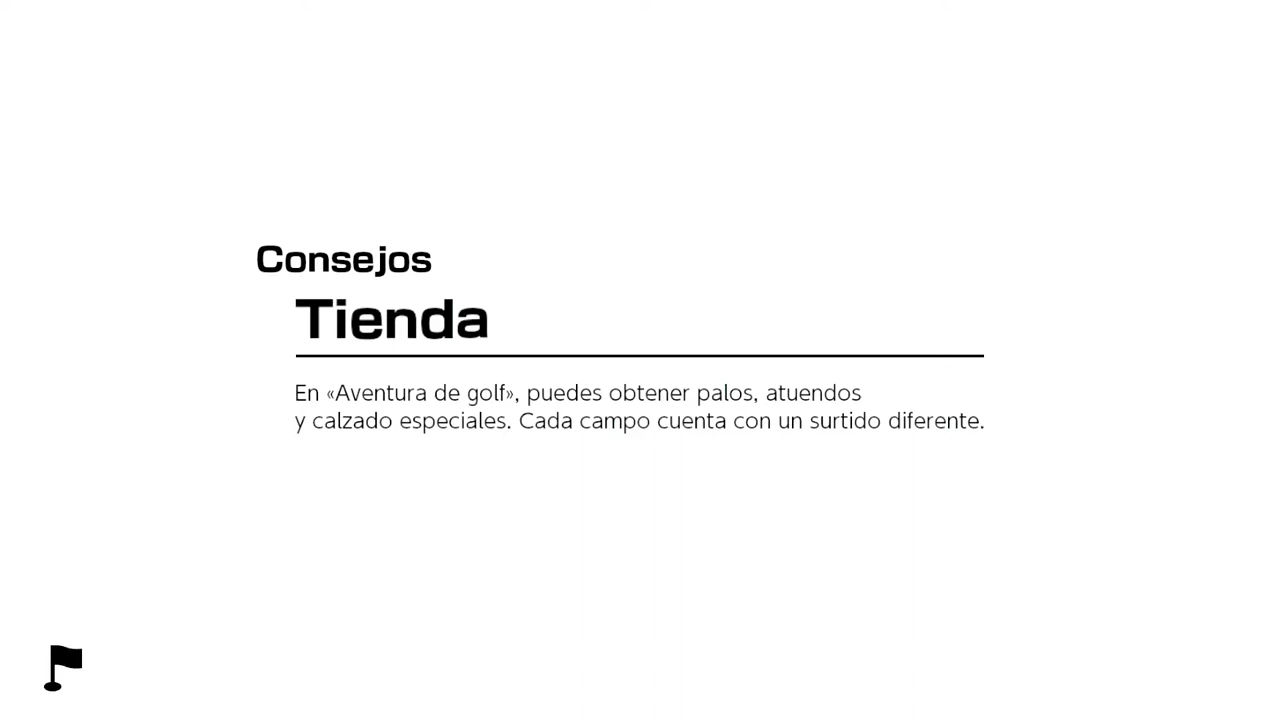 Consejos
Tienda
En «Aventura de golf», puedes obtener palos, atuendos
y calzado especiales. Cada campo cuenta con un surtido diferente.